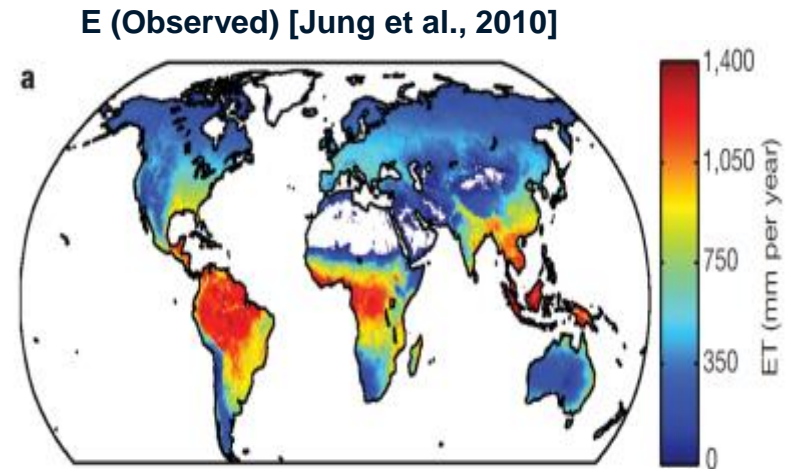 E (Observed) [Jung et al., 2010]
a
1,400
1,050
750
350
0
ET (mm per year)